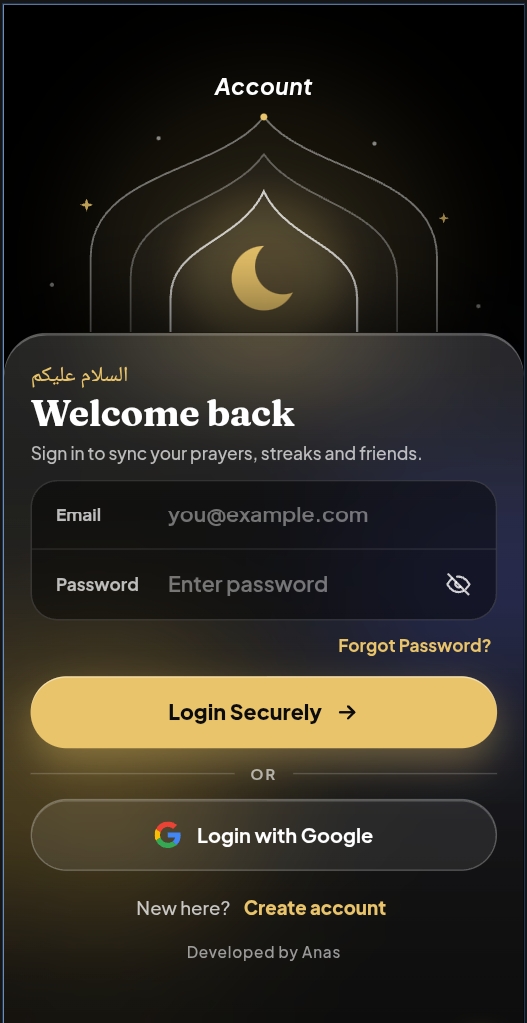 Account
السلام عليكم
Welcome back
Sign in to sync your prayers, streaks and friends.
Email you@example.com
Password Enter password
Forgot Password?
Login Securely →
OR
Login with Google
New here? Create account
Developed by Anas